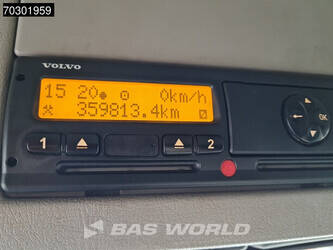 70301959
VOLVO
15 20 0km/h
359813.4km
1 2 OK
BAS WORLD